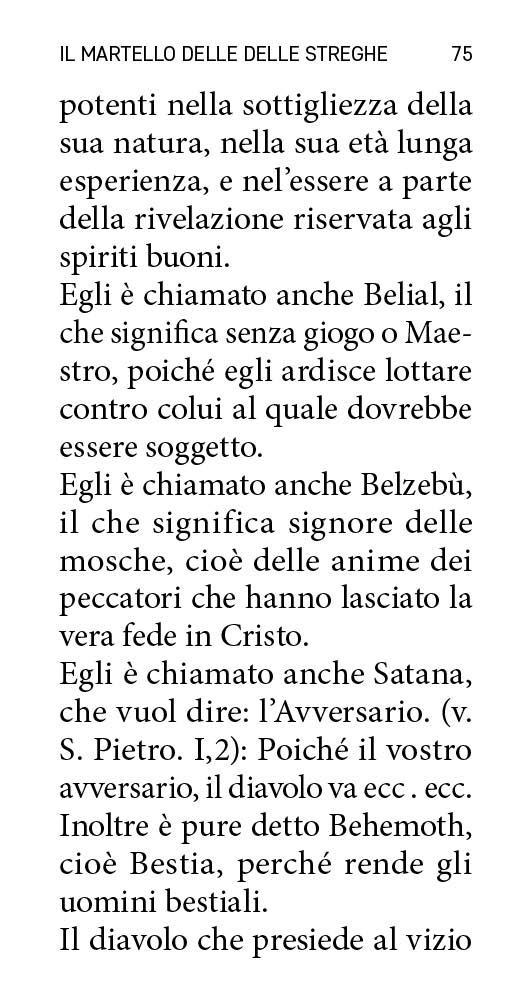 IL MARTELLO DELLE DELLE STREGHE 75
potenti nella sottigliezza della
sua natura, nella sua età lunga
esperienza, e nel’essere a parte
della rivelazione riservata agli
spiriti buoni.
Egli è chiamato anche Belial, il
che significa senza giogo o Mae-
stro, poiché egli ardisce lottare
contro colui al quale dovrebbe
essere soggetto.
Egli è chiamato anche Belzebù,
il che significa signore delle
mosche, cioè delle anime dei
peccatori che hanno lasciato la
vera fede in Cristo.
Egli è chiamato anche Satana,
che vuol dire: l’Avversario. (v.
S. Pietro. I,2): Poiché il vostro
avversario, il diavolo va ecc . ecc.
Inoltre è pure detto Behemoth,
cioè Bestia, perché rende gli
uomini bestiali.
Il diavolo che presiede al vizio